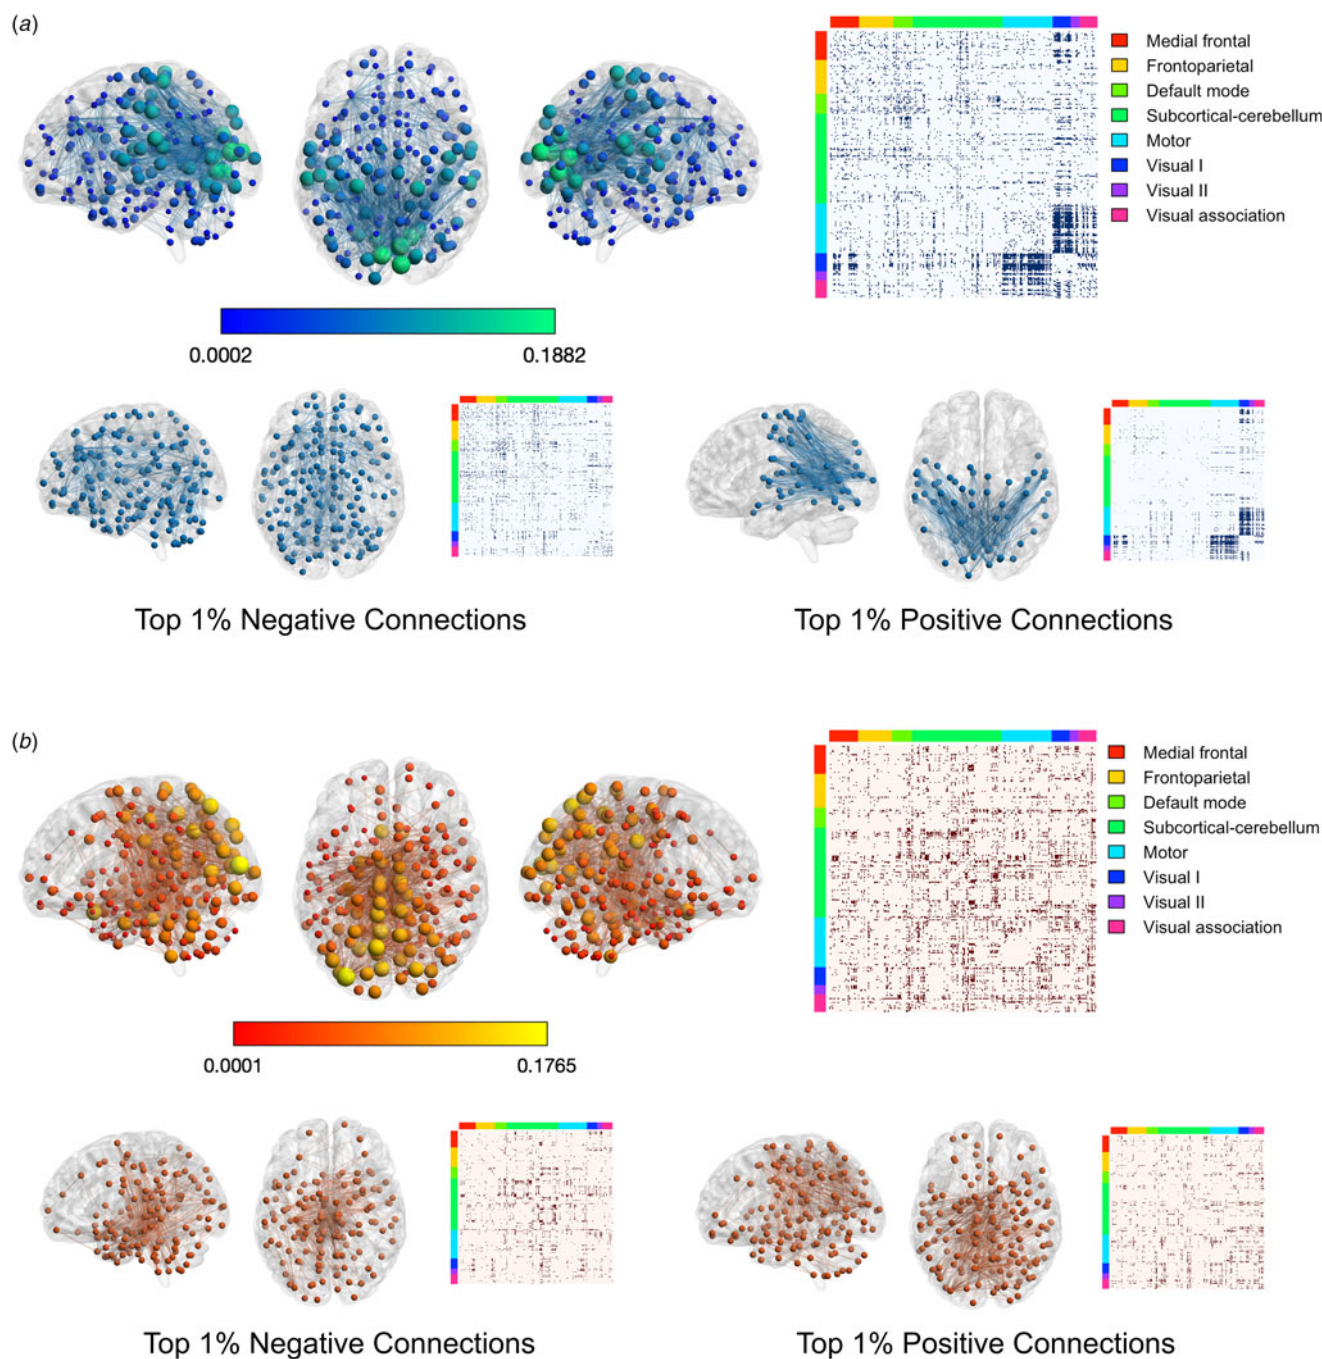 (a)
Medial frontal
Frontoparietal
Default mode
Subcortical-cerebellum
Motor
Visual I
Visual II
Visual association
0.0002
0.1882
Top 1% Negative Connections
Top 1% Positive Connections
(b)
Medial frontal
Frontoparietal
Default mode
Subcortical-cerebellum
Motor
Visual I
Visual II
Visual association
0.0001
0.1765
Top 1% Negative Connections
Top 1% Positive Connections